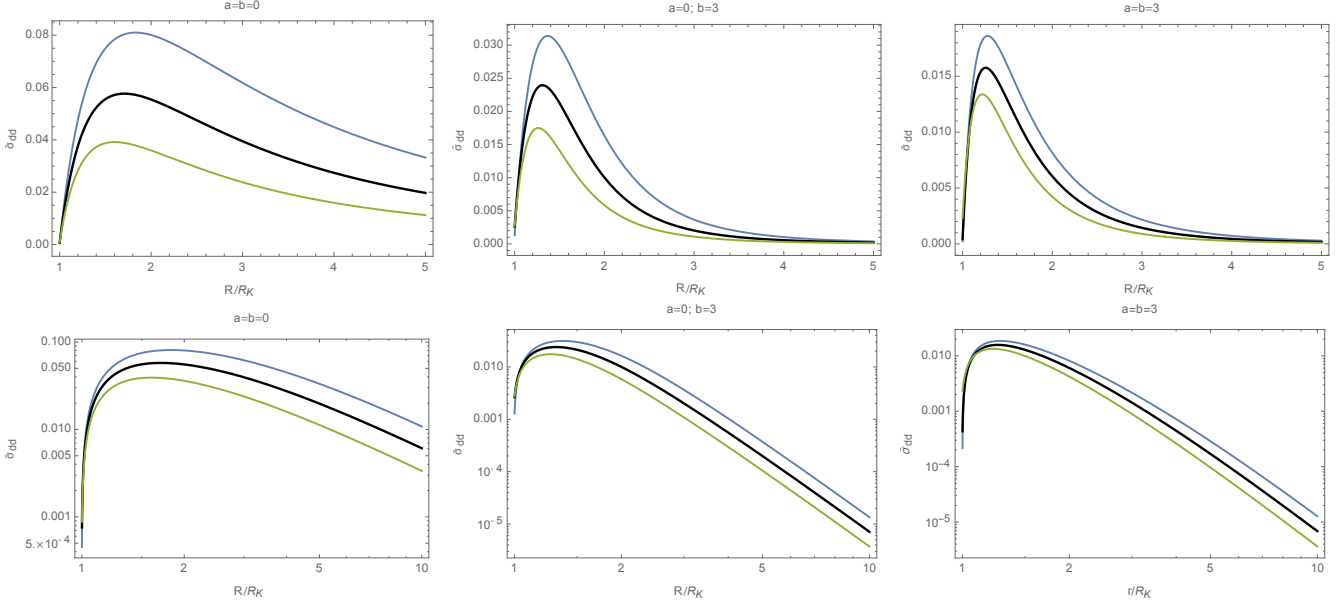 a=b=0
a=0; b=3
a=b=3
0.08
0.06
0.04
0.02
0.00
σ̄dd
1 2 3 4 5
R/RK
0.030
0.025
0.020
0.015
0.010
0.005
0.000
σ̄dd
1 2 3 4 5
R/RK
0.015
0.010
0.005
0.000
σ̄dd
1 2 3 4 5
R/RK
a=b=0
a=0; b=3
a=b=3
0.100
0.050
0.010
0.005
0.001
5.×10-4
σ̄dd
1 2 5 10
R/RK
0.010
0.001
10-4
10-5
σ̄dd
1 2 5 10
R/RK
0.010
0.001
10-4
10-5
σ̄dd
1 2 5 10
r/RK